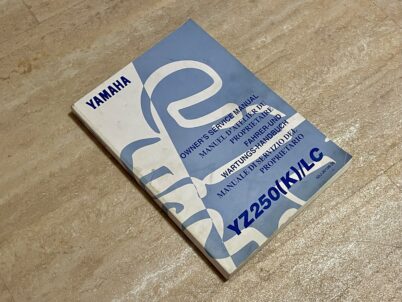 YAMAHA
OWNER'S SERVICE MANUAL
MANUEL D'ATELIER DU
PROPRIETAIRE
FAHRER-UND
WARTUNGS-HANDBUCH
MANUALE DI SERVIZIO DEL
PROPRIETARIO
YZ250(K)/LC